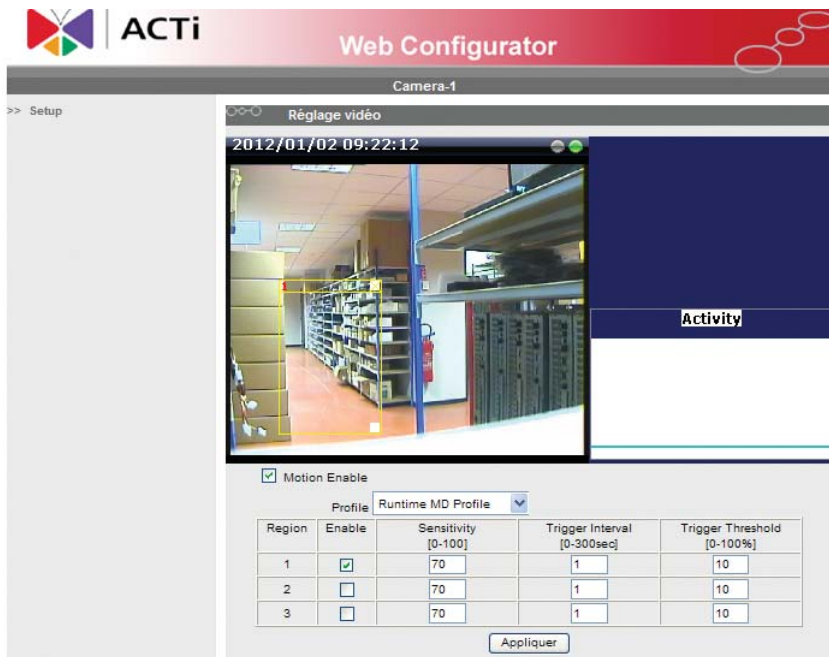 ACTi
Web Configurator
Camera-1
>> Setup
Réglage vidéo
2012/01/02 09:22:12
1
Activity
Motion Enable
Profile Runtime MD Profile
Region Enable Sensitivity [0-100] Trigger Interval [0-300sec] Trigger Threshold [0-100%]
1 70 1 10
2 70 1 10
3 70 1 10
Appliquer